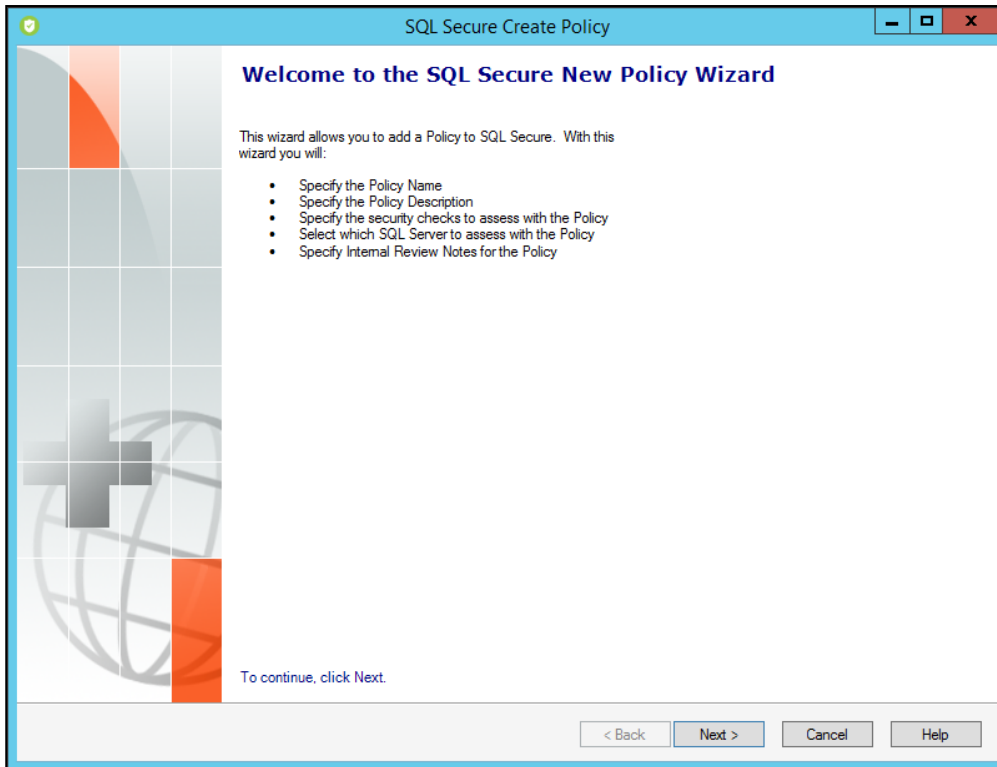 SQL Secure Create Policy
Welcome to the SQL Secure New Policy Wizard
This wizard allows you to add a Policy to SQL Secure. With this
wizard you will:
• Specify the Policy Name
• Specify the Policy Description
• Specify the security checks to assess with the Policy
• Select which SQL Server to assess with the Policy
• Specify Internal Review Notes for the Policy
To continue, click Next.
< Back Next > Cancel Help